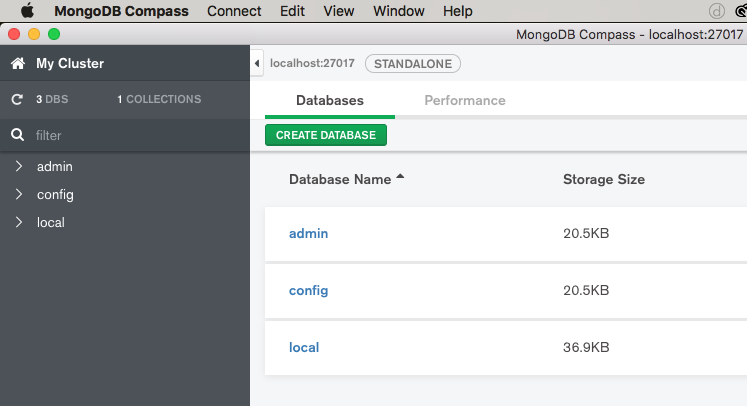 MongoDB Compass Connect Edit View Window Help
MongoDB Compass - localhost:27017
My Cluster
localhost:27017 STANDALONE
3 DBS 1 COLLECTIONS
Databases Performance
filter
CREATE DATABASE
admin
config
local
Database Name Storage Size
admin 20.5KB
config 20.5KB
local 36.9KB